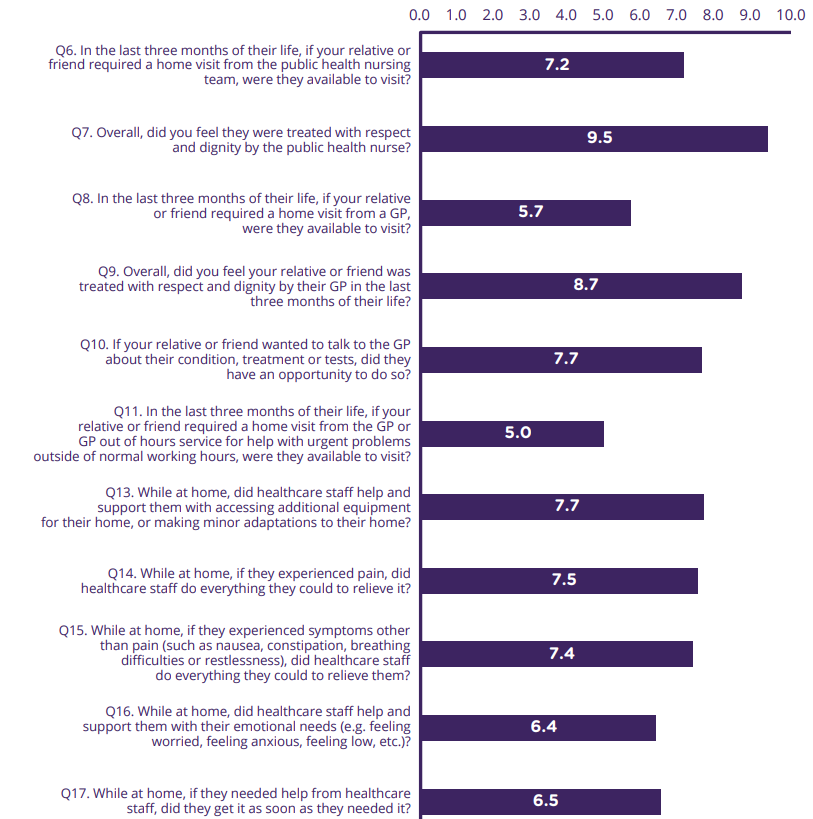 0.0 1.0 2.0 3.0 4.0 5.0 6.0 7.0 8.0 9.0 10.0
Q6. In the last three months of their life, if your relative or
friend required a home visit from the public health nursing
team, were they available to visit?
7.2
Q7. Overall, did you feel they were treated with respect
and dignity by the public health nurse?
9.5
Q8. In the last three months of their life, if your relative
or friend required a home visit from a GP,
were they available to visit?
5.7
Q9. Overall, did you feel your relative or friend was
treated with respect and dignity by their GP in the last
three months of their life?
8.7
Q10. If your relative or friend wanted to talk to the GP
about their condition, treatment or tests, did they
have an opportunity to do so?
7.7
Q11. In the last three months of their life, if your
relative or friend required a home visit from the GP or
GP out of hours service for help with urgent problems
outside of normal working hours, were they available to visit?
5.0
Q13. While at home, did healthcare staff help and
support them with accessing additional equipment
for their home, or making minor adaptations to their home?
7.7
Q14. While at home, if they experienced pain, did
healthcare staff do everything they could to relieve it?
7.5
Q15. While at home, if they experienced symptoms other
than pain (such as nausea, constipation, breathing
difficulties or restlessness), did healthcare staff
do everything they could to relieve them?
7.4
Q16. While at home, did healthcare staff help and
support them with their emotional needs (e.g. feeling
worried, feeling anxious, feeling low, etc.)?
6.4
Q17. While at home, if they needed help from healthcare
staff, did they get it as soon as they needed it?
6.5